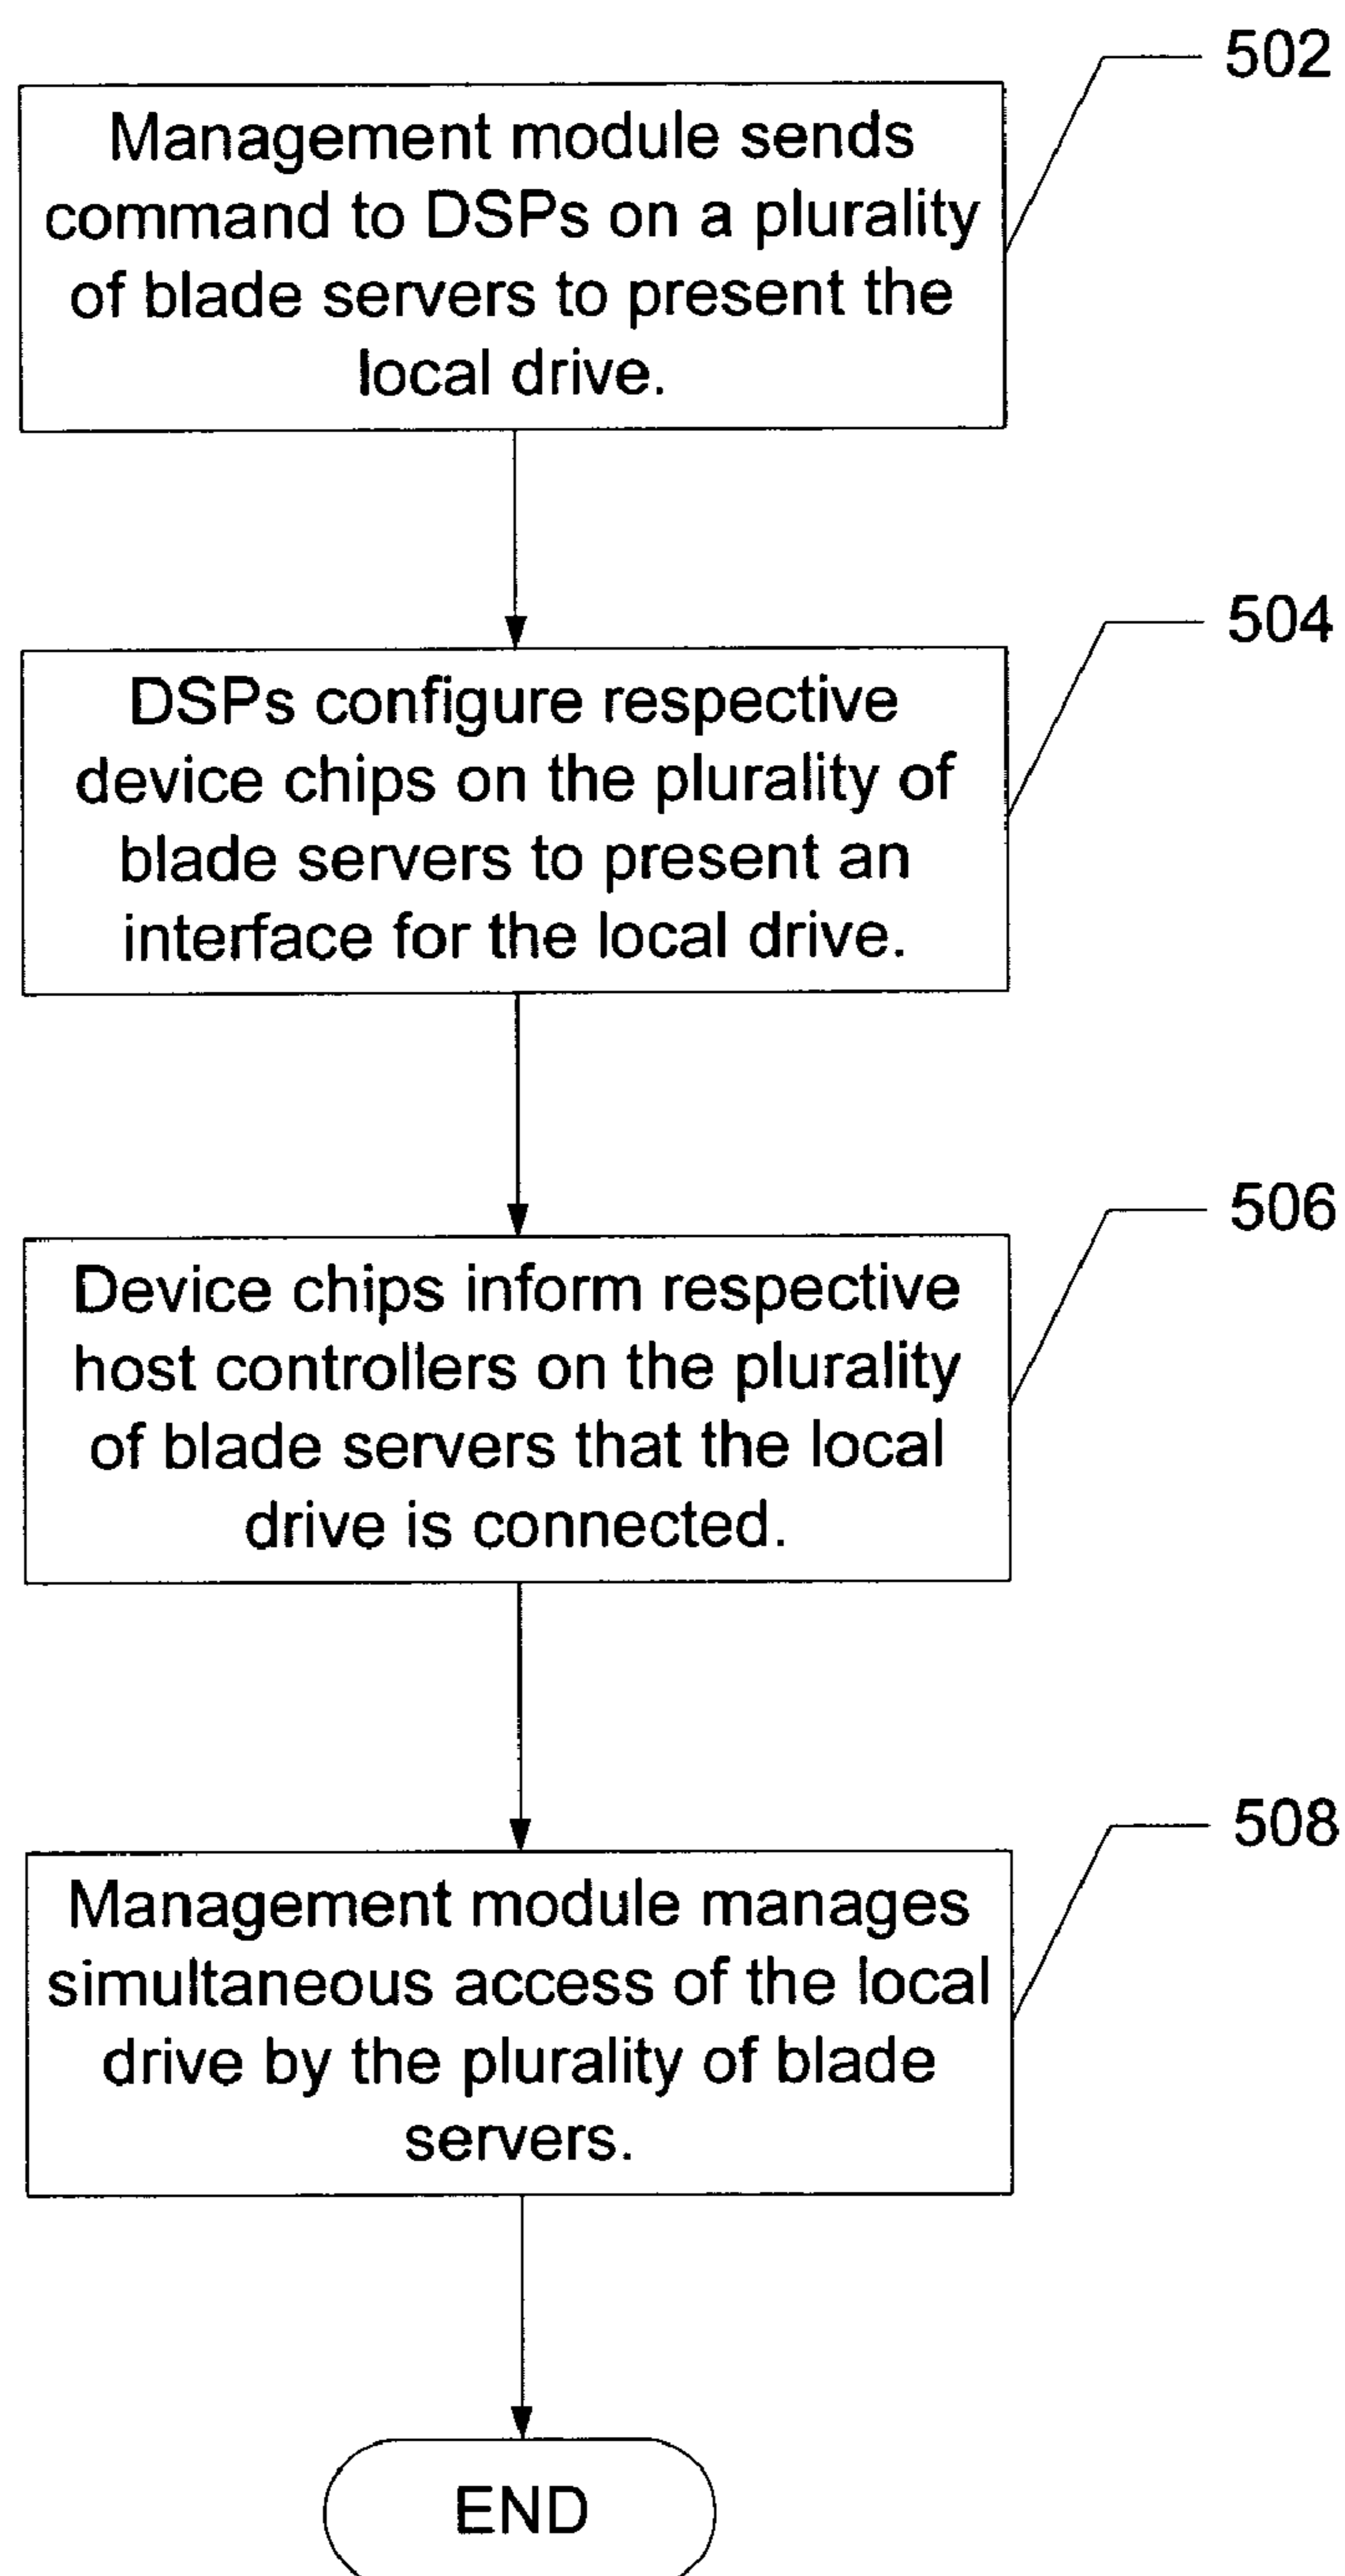 502
Management module sends
command to DSPs on a plurality
of blade servers to present the
local drive.
504
DSPs configure respective
device chips on the plurality of
blade servers to present an
interface for the local drive.
506
Device chips inform respective
host controllers on the plurality
of blade servers that the local
drive is connected.
508
Management module manages
simultaneous access of the local
drive by the plurality of blade
servers.
END